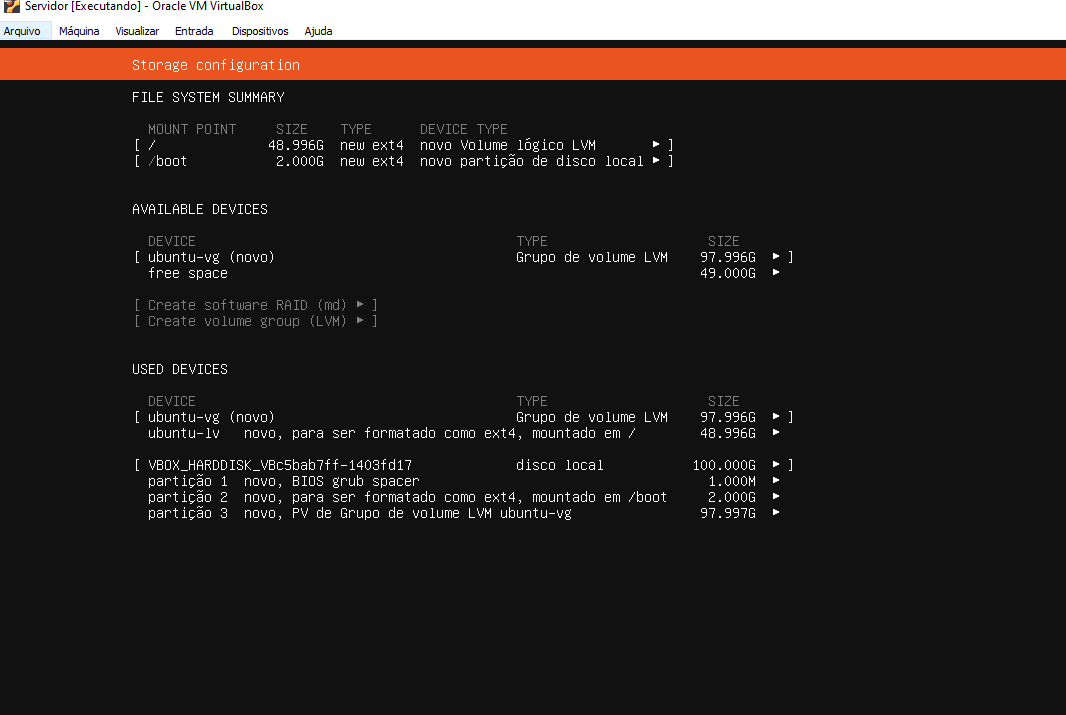 Servidor [Executando] - Oracle VM VirtualBox
Arquivo Máquina Visualizar Entrada Dispositivos Ajuda
Storage configuration
FILE SYSTEM SUMMARY
MOUNT POINT SIZE TYPE DEVICE TYPE
[ / 48.996G new ext4 novo Volume lógico LVM ▸ ]
[ /boot 2.000G new ext4 novo partição de disco local ▸ ]
AVAILABLE DEVICES
DEVICE TYPE SIZE
[ ubuntu-vg (novo) Grupo de volume LVM 97.996G ▸ ]
free space 49.000G ▸
[ Create software RAID (md) ▸ ]
[ Create volume group (LVM) ▸ ]
USED DEVICES
DEVICE TYPE SIZE
[ ubuntu-vg (novo) Grupo de volume LVM 97.996G ▸ ]
ubuntu-lv novo, para ser formatado como ext4, mountado em / 48.996G ▸
[ VBOX_HARDDISK_VBc5bab7ff-1403fd17 disco local 100.000G ▸ ]
partição 1 novo, BIOS grub spacer 1.000M ▸
partição 2 novo, para ser formatado como ext4, mountado em /boot 2.000G ▸
partição 3 novo, PV de Grupo de volume LVM ubuntu-vg 97.997G ▸